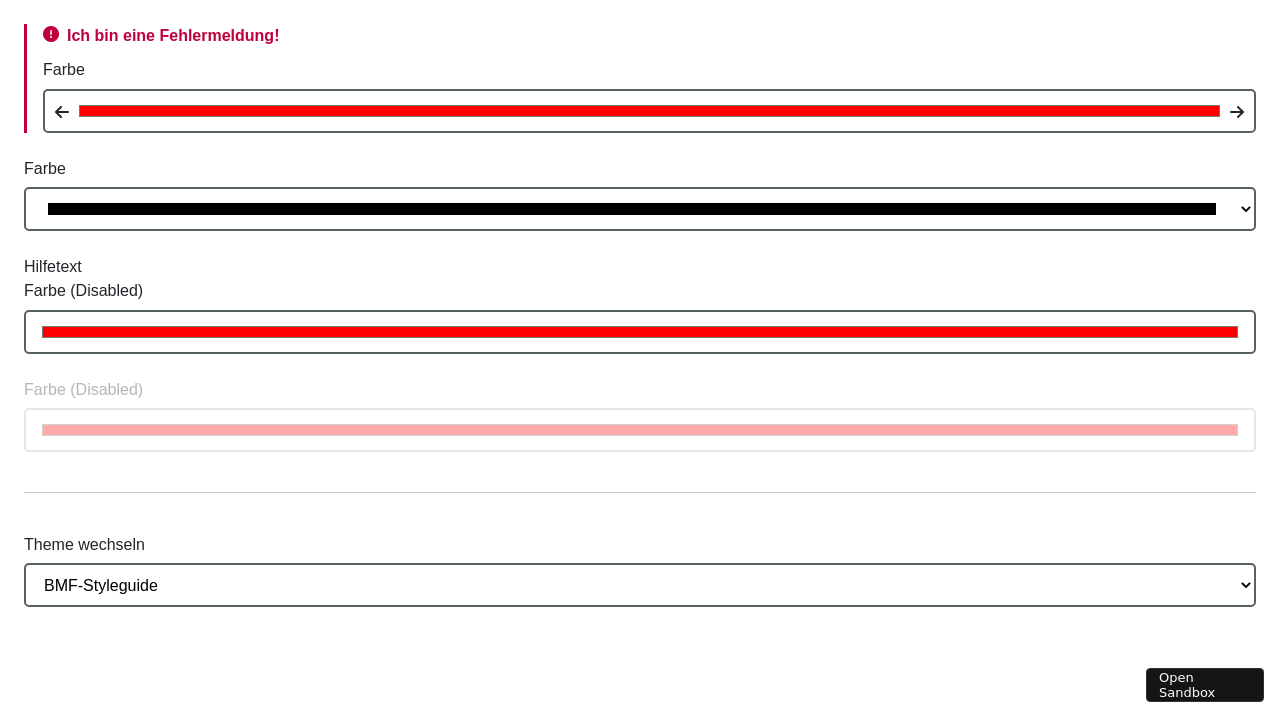 Ich bin eine Fehlermeldung!
Farbe
Farbe
Hilfetext
Farbe (Disabled)
Farbe (Disabled)
Theme wechseln
BMF-Styleguide
Open
Sandbox